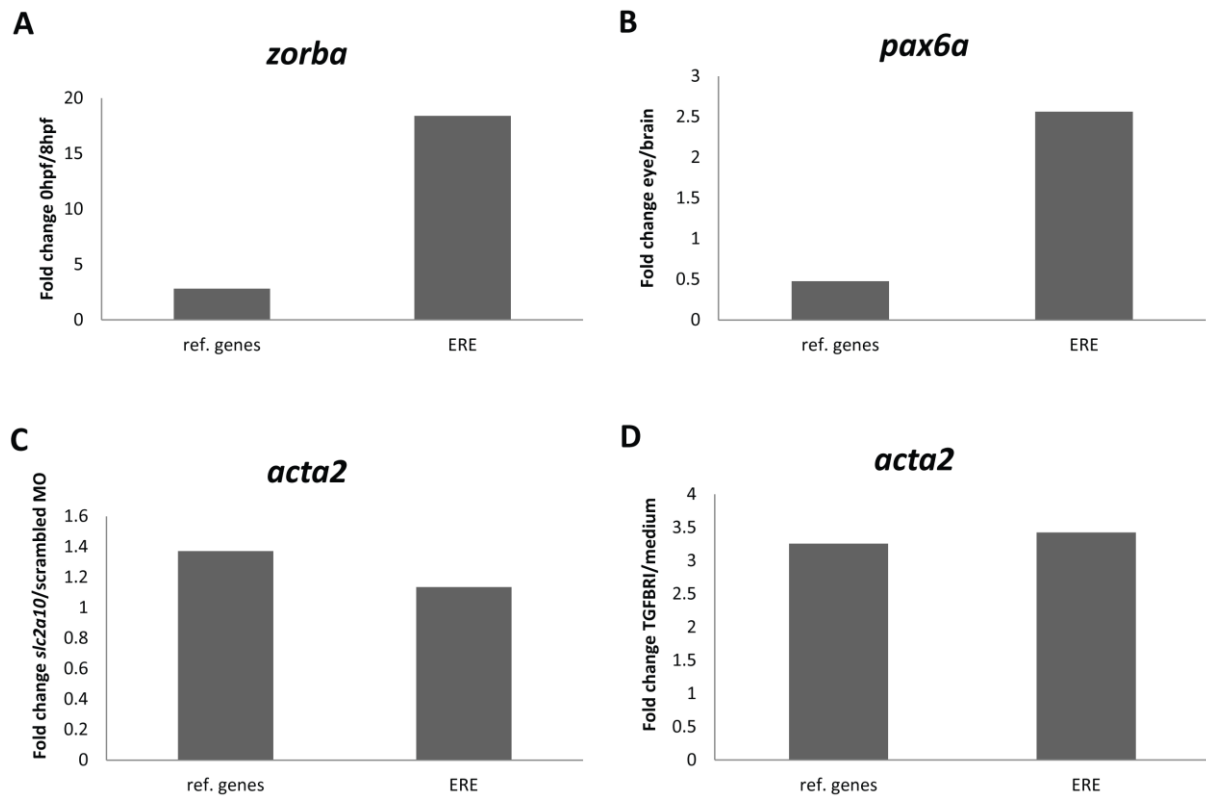 A
zorba
Fold change 0hpf/8hpf
20
15
10
5
0
ref. genes ERE
B
pax6a
Fold change eye/brain
3
2.5
2
1.5
1
0.5
0
ref. genes ERE
C
acta2
Fold change slc2a10/scrambled MO
1.6
1.4
1.2
1
0.8
0.6
0.4
0.2
0
ref. genes ERE
D
acta2
Fold change TGFBRI/medium
4
3.5
3
2.5
2
1.5
1
0.5
0
ref. genes ERE